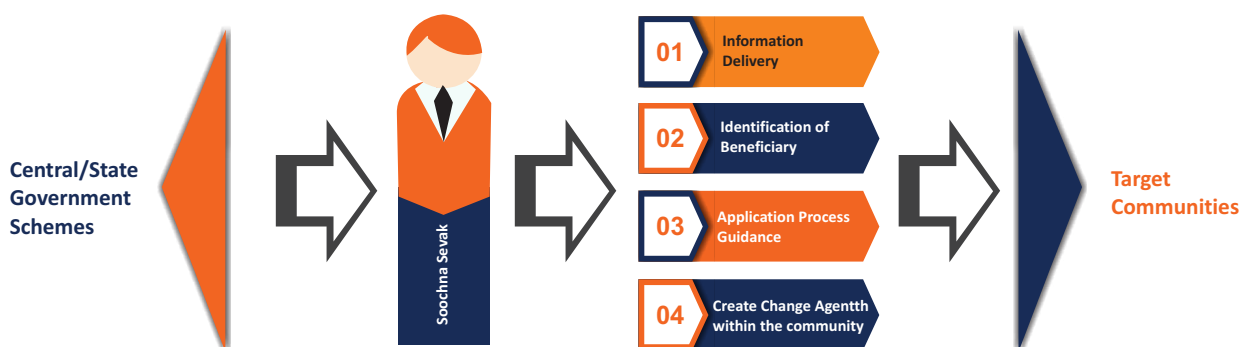 Central/State
Government
Schemes
Soochna Sevak
01
Information
Delivery
02
Identification of
Beneficiary
03
Application Process
Guidance
04
Create Change Agentth
within the community
Target
Communities